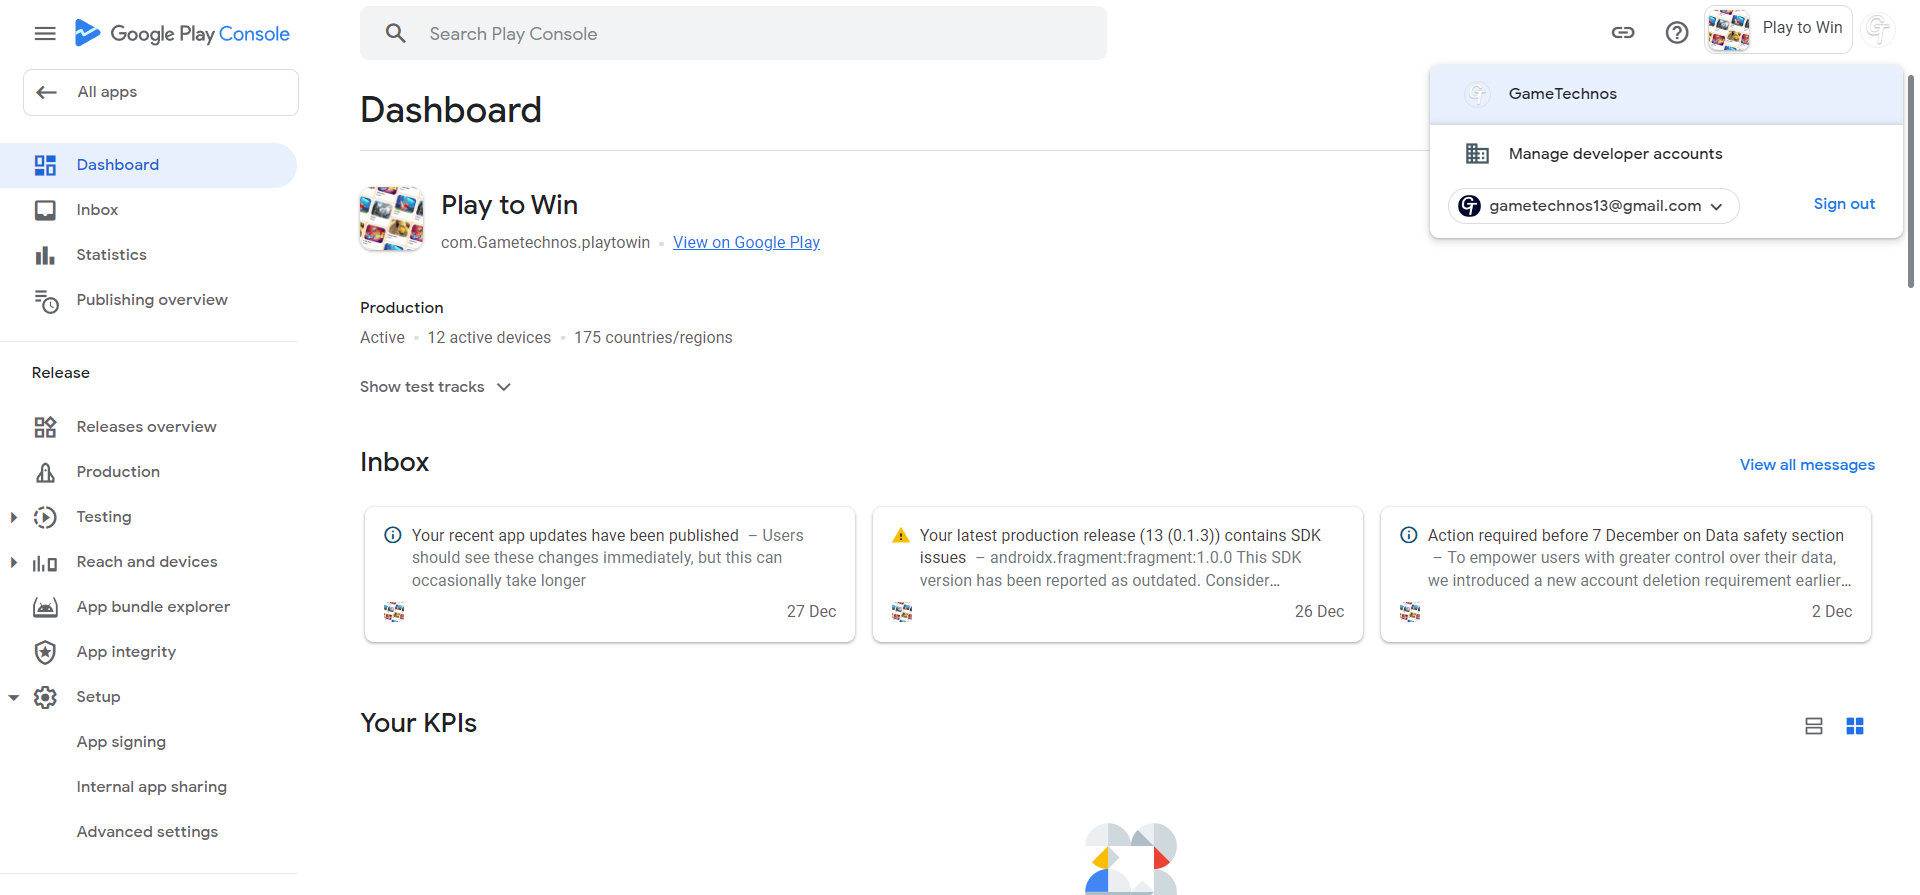 Google Play Console
Search Play Console
Play to Win
All apps
Dashboard
Inbox
Statistics
Publishing overview
Release
Releases overview
Production
Testing
Reach and devices
App bundle explorer
App integrity
Setup
App signing
Internal app sharing
Advanced settings
GameTechnos
Manage developer accounts
gametechnos13@gmail.com
Sign out
Dashboard
Play to Win
com.Gametechnos.playtowin • View on Google Play
Production
Active • 12 active devices • 175 countries/regions
Show test tracks
Inbox
View all messages
Your recent app updates have been published – Users
should see these changes immediately, but this can
occasionally take longer
27 Dec
Your latest production release (13 (0.1.3)) contains SDK
issues – androidx.fragment:fragment:1.0.0 This SDK
version has been reported as outdated. Consider…
26 Dec
Action required before 7 December on Data safety section
– To empower users with greater control over their data,
we introduced a new account deletion requirement earlier…
2 Dec
Your KPIs